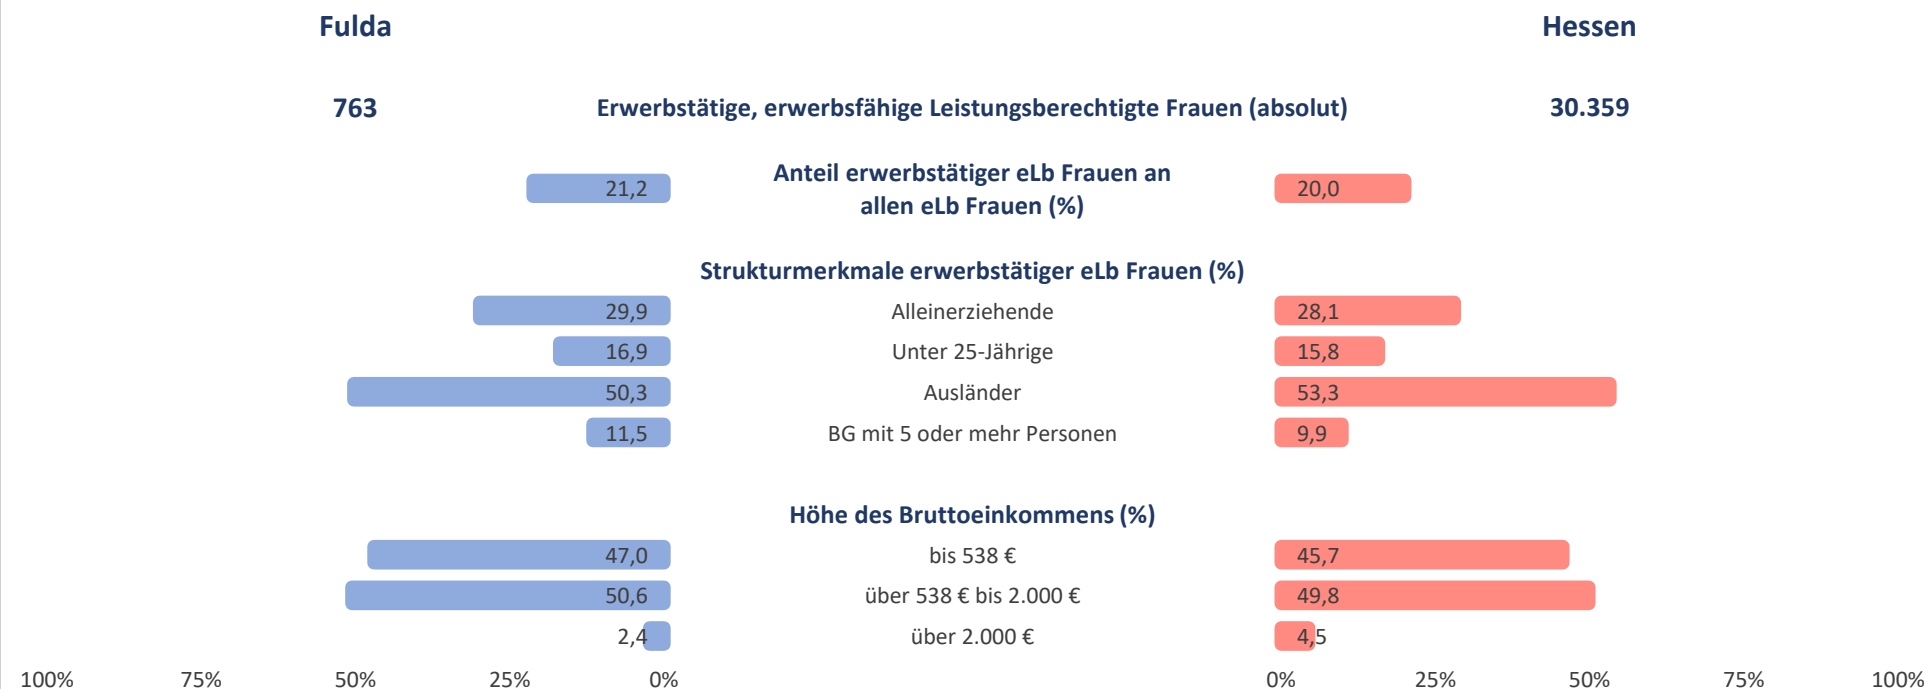 Fulda Hessen
763 Erwerbstätige, erwerbsfähige Leistungsberechtigte Frauen (absolut) 30.359
Anteil erwerbstätiger eLb Frauen an
21,2 allen eLb Frauen (%) 20,0
Strukturmerkmale erwerbstätiger eLb Frauen (%)
29,9 Alleinerziehende 28,1
16,9 Unter 25-Jährige 15,8
50,3 Ausländer 53,3
11,5 BG mit 5 oder mehr Personen 9,9
Höhe des Bruttoeinkommens (%)
47,0 bis 538 € 45,7
50,6 über 538 € bis 2.000 € 49,8
2,4 über 2.000 € 4,5
100% 75% 50% 25% 0% 0% 25% 50% 75% 100%